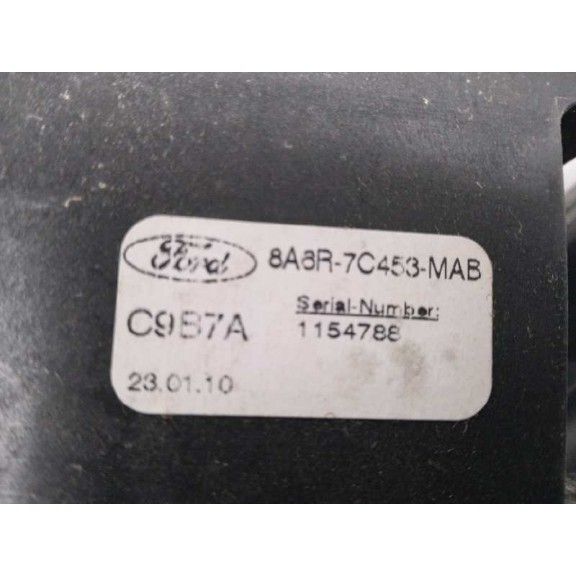 Ford 8A6R-7C453-MAB
C9B7A Serial-Number:
1154788
23.01.10